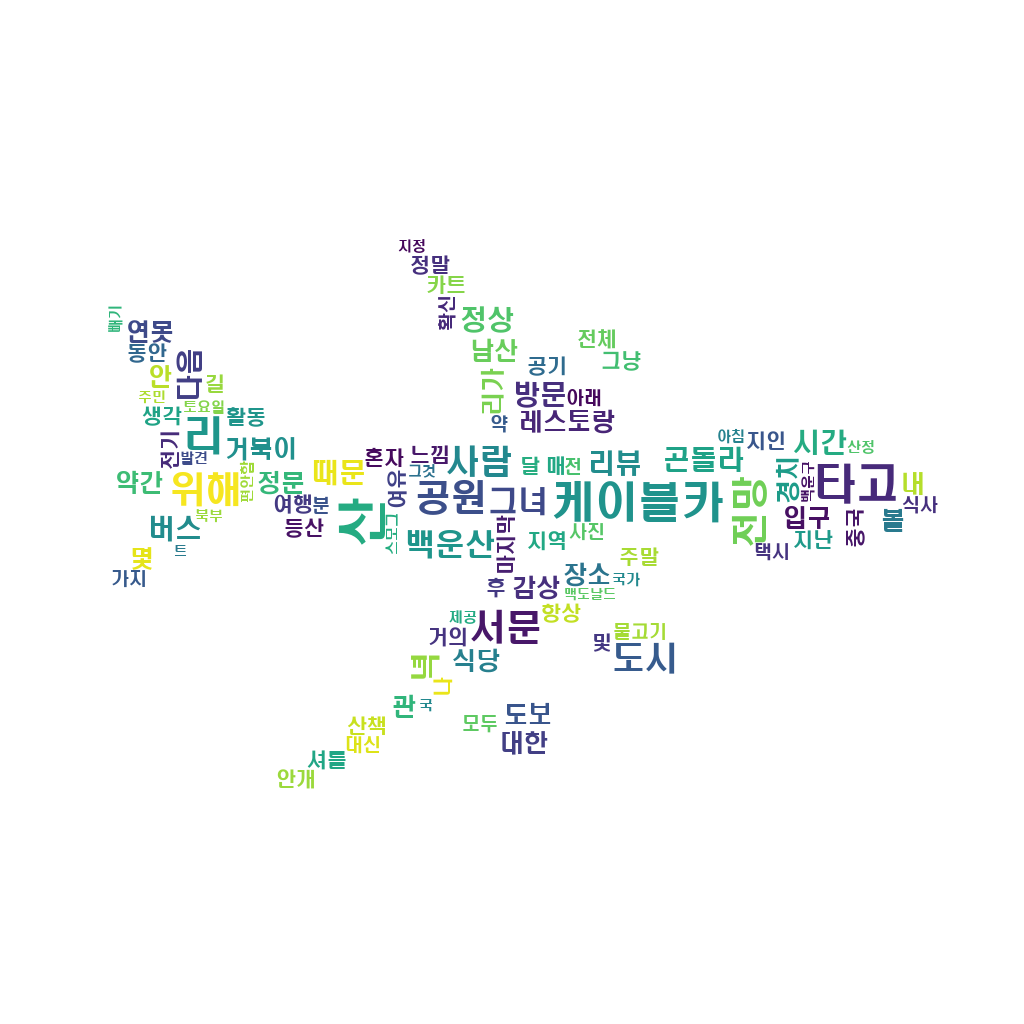 지정
정말
카트
확신
정상
남산
전체
그냥
공기
리가
방문
아래
레스토랑
약
빼기
연못
동안
다음
안
길
주민
토요일
생각
활동
리
거북이
전기
발견
편안함
약간
위해
정문
때문
혼자
느낌
그것
사람
달
매
전
리뷰
곤돌라
아침
지인
시간
산정
경치
백운구
타고
내
식사
여행
분
여유
공원
그녀
케이블카
전망
입구
중국
볼
북부
버스
등산
산
스모그
백운산
마지막
지역
사진
택시
지난
트
몇
가지
주말
장소
국가
후
감상
맥도날드
제공
항상
거의
서문
및
물고기
식당
도시
녁
나
관
국
산책
대신
모두
도보
대한
셔틀
안개